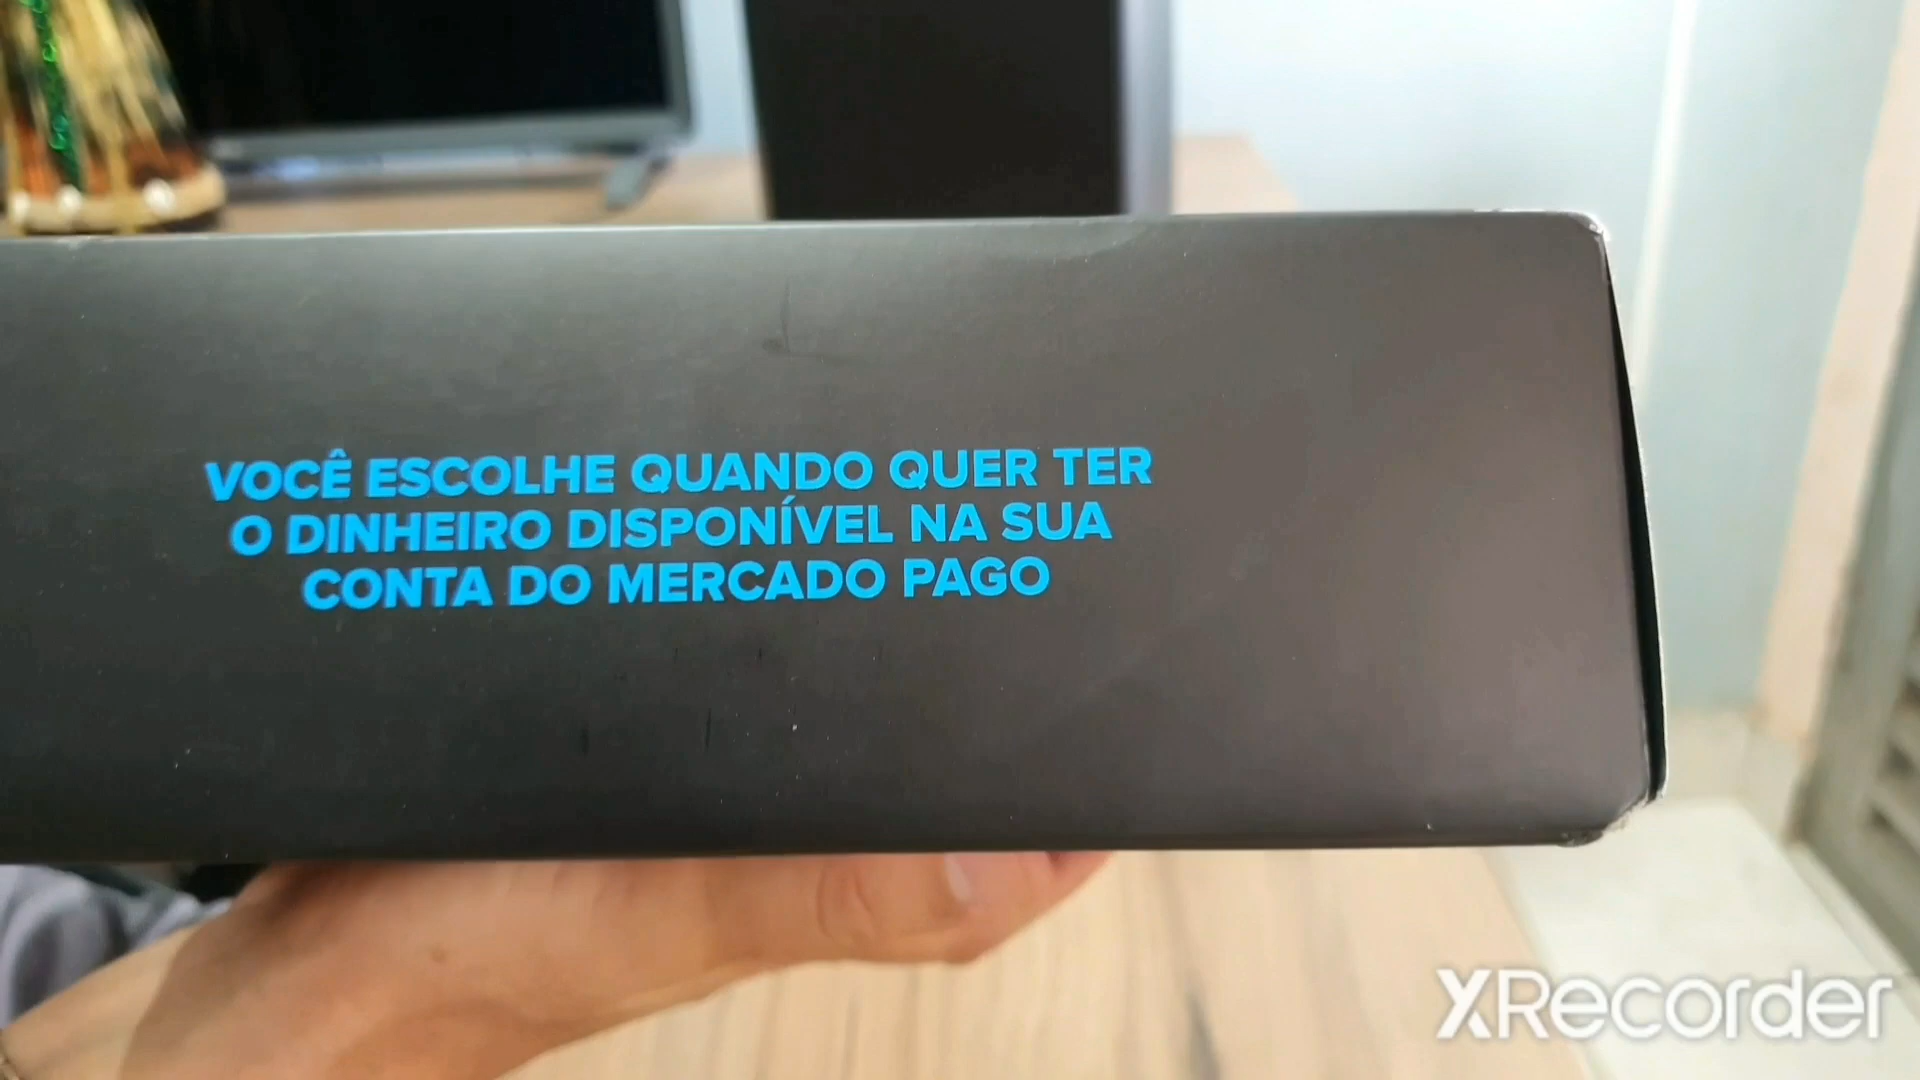 VOCÊ ESCOLHE QUANDO QUER TER
O DINHEIRO DISPONÍVEL NA SUA
CONTA DO MERCADO PAGO
XRecorder